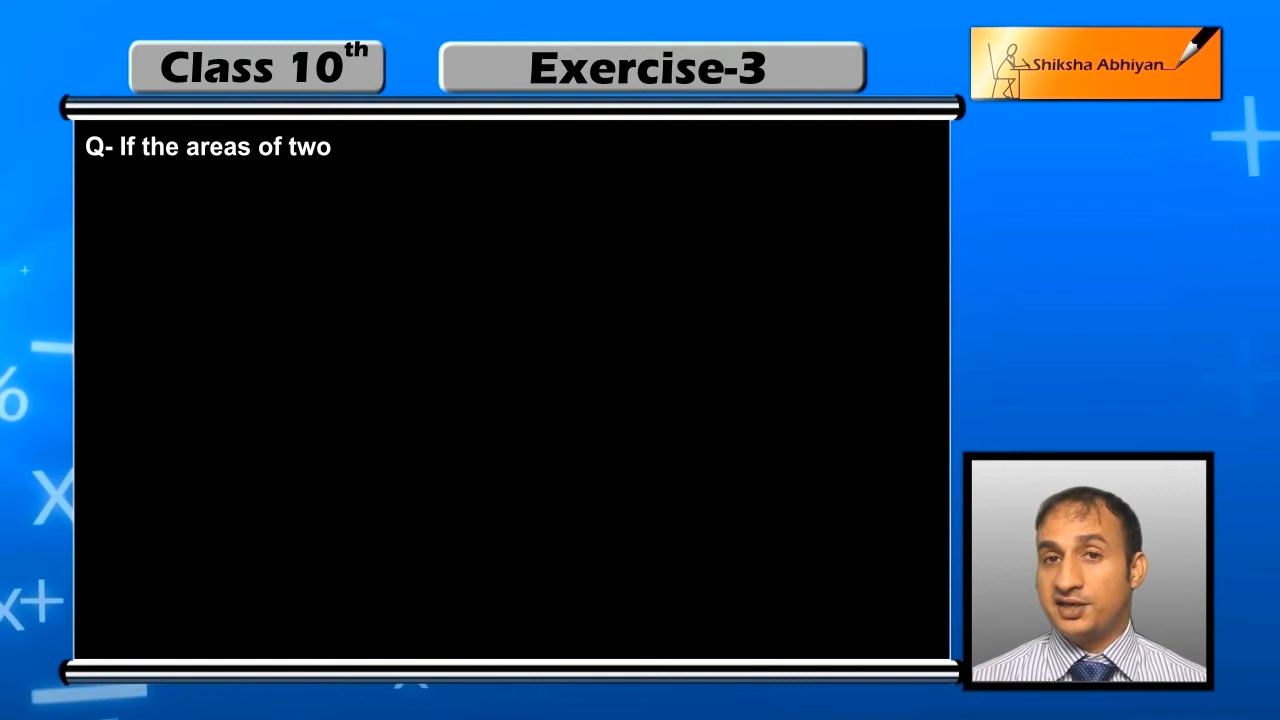 Class 10th
Exercise-3
Shiksha Abhiyan
Q- If the areas of two
%
x
x+